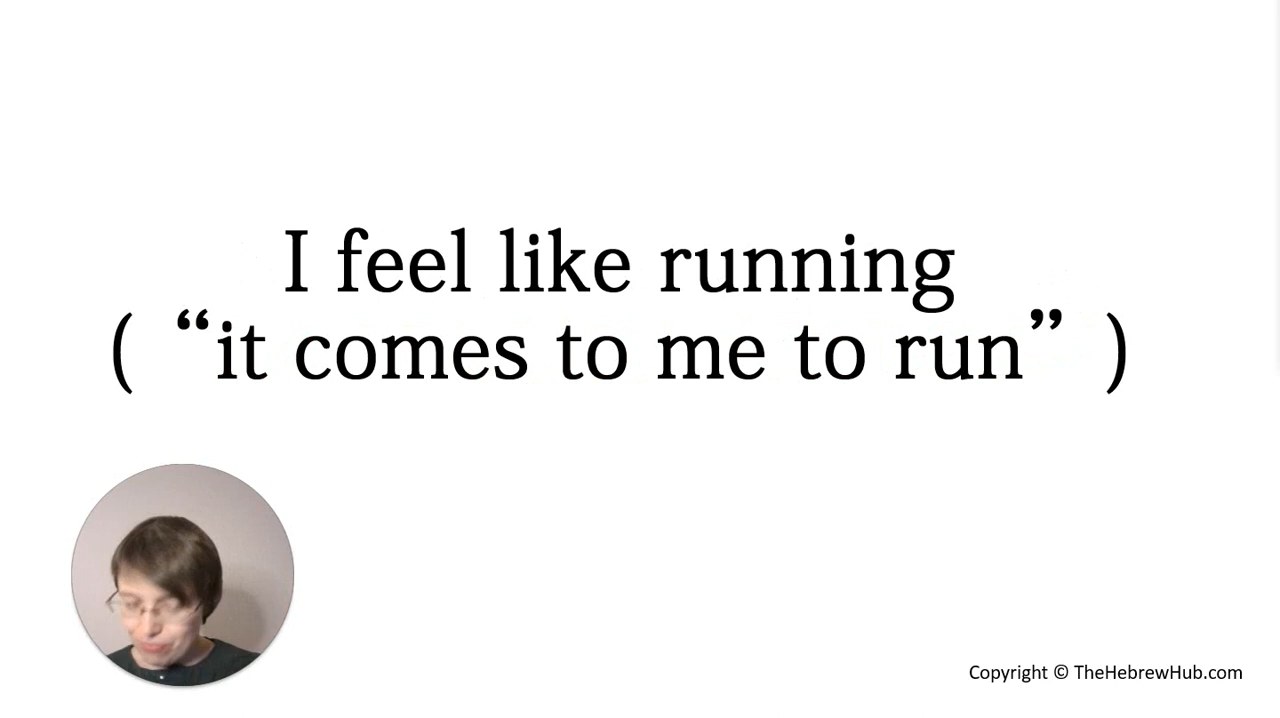 I feel like running
( “it comes to me to run” )
Copyright © TheHebrewHub.com